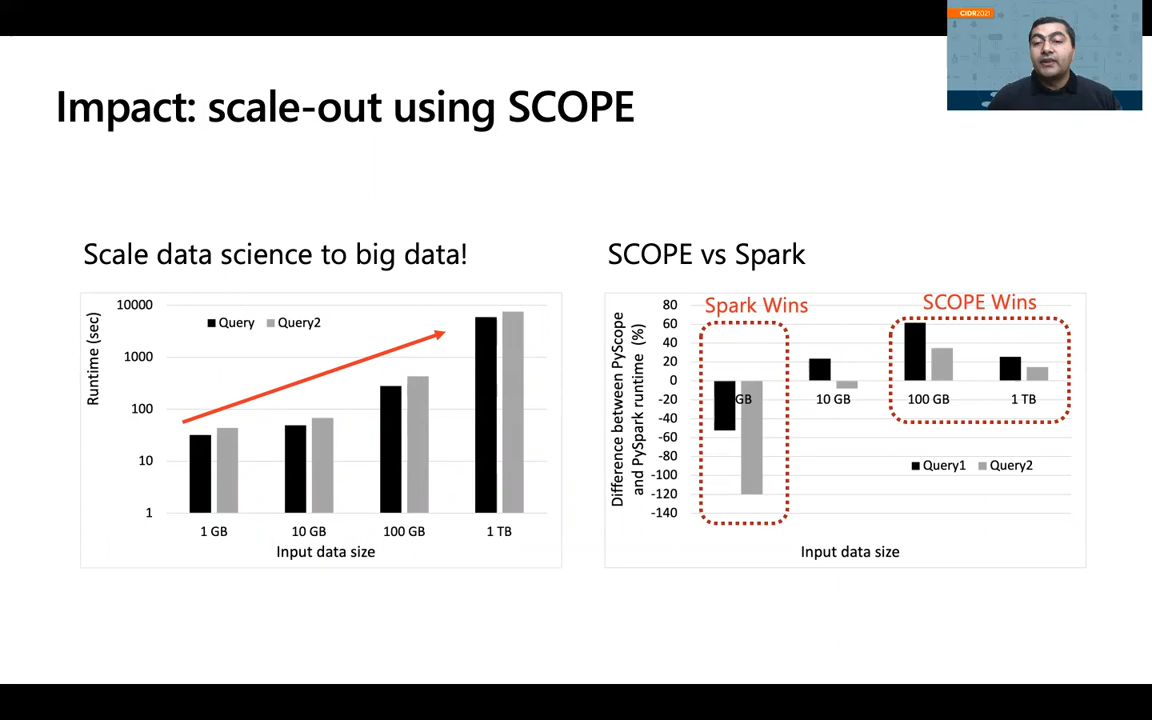 CIDR2021
Impact: scale-out using SCOPE
Scale data science to big data!
10000
1000
100
10
1
Runtime (sec)
Query Query2
1 GB 10 GB 100 GB 1 TB
Input data size
SCOPE vs Spark
Spark Wins
SCOPE Wins
80
60
40
20
0
-20
-40
-60
-80
-100
-120
-140
Difference between PyScope
and PySpark runtime (%)
GB 10 GB 100 GB 1 TB
Query1 Query2
Input data size